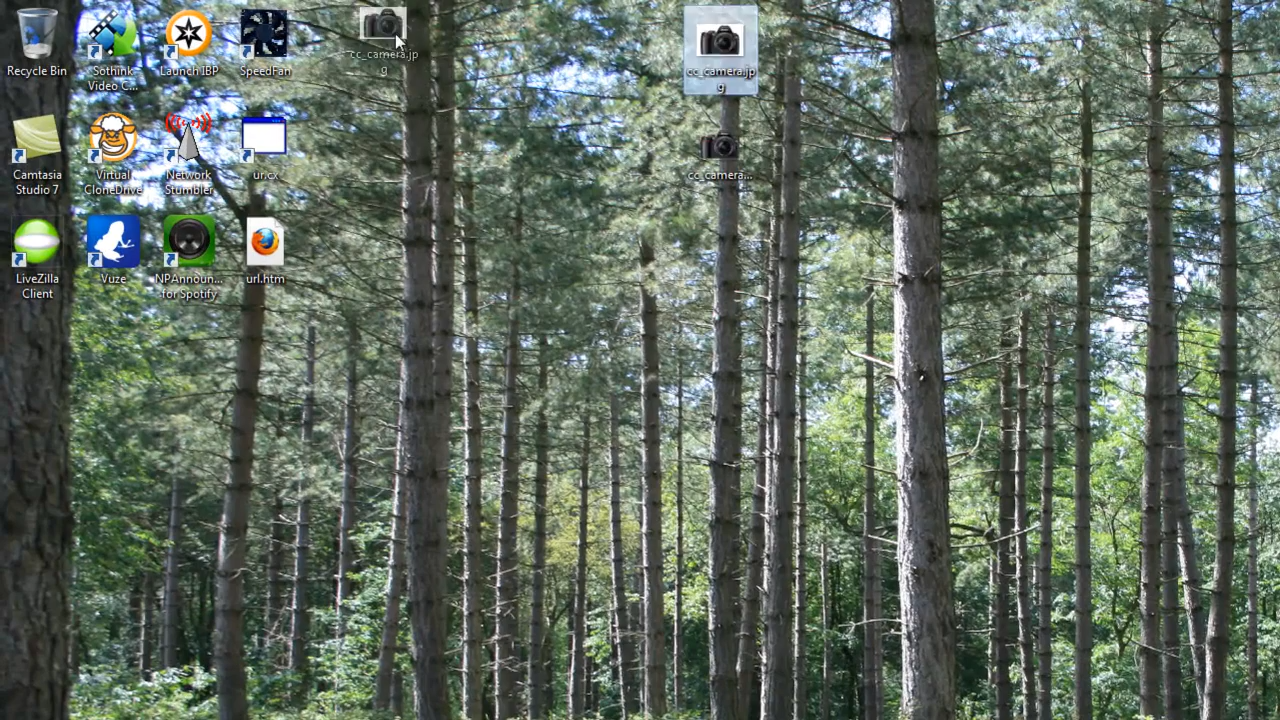 Recycle Bin
Sothink
Video C...
Launch IBP
SpeedFan
cc_camera.jp
g
cc_camera.jp
g
Camtasia
Studio 7
Virtual
CloneDrive
Network
Stumbler
ur.cx
cc_camera...
LiveZilla
Client
Vuze
NPAnnoun...
for Spotify
url.htm